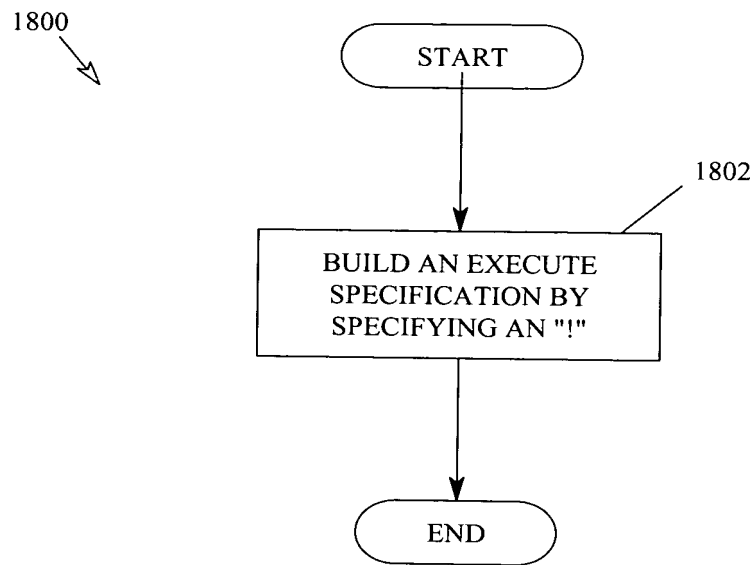 1800
START
1802
BUILD AN EXECUTE
SPECIFICATION BY
SPECIFYING AN "!"
END